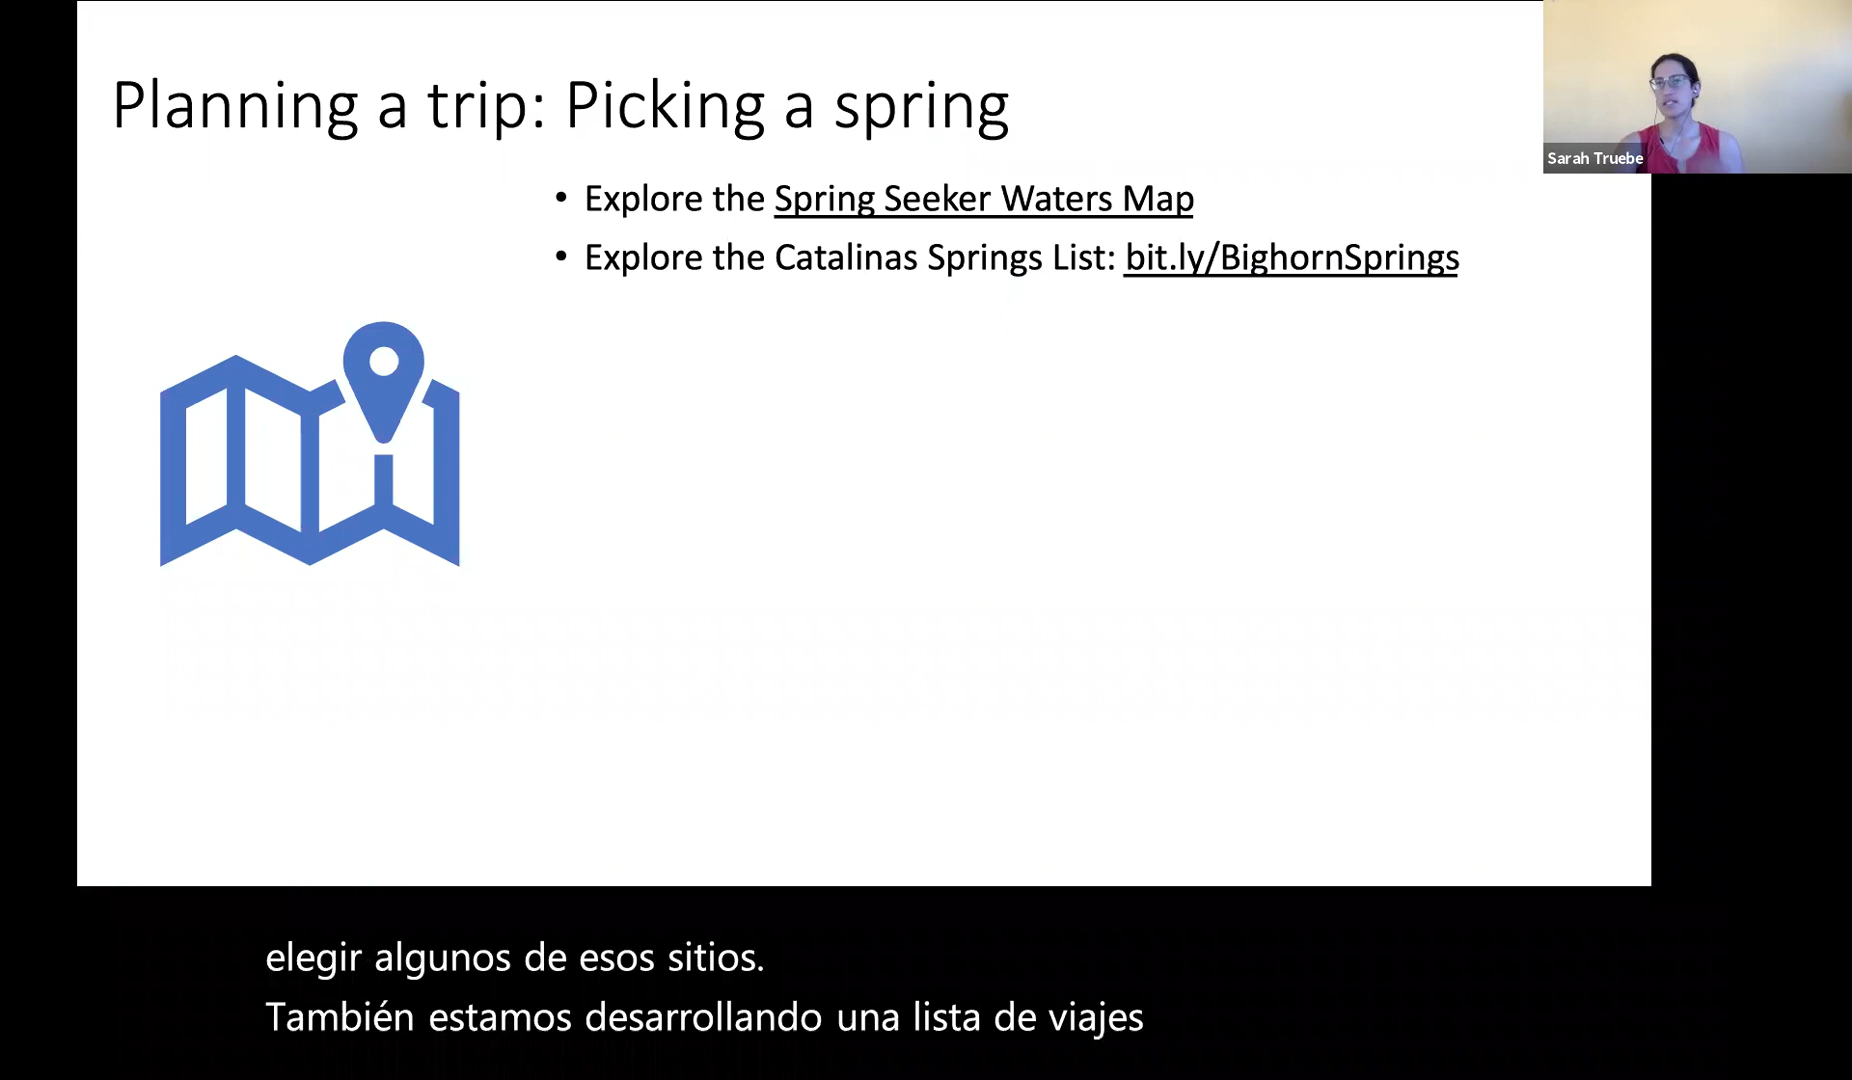 Planning a trip: Picking a spring
• Explore the Spring Seeker Waters Map
• Explore the Catalinas Springs List: bit.ly/BighornSprings
Sarah Truebe
elegir algunos de esos sitios.
También estamos desarrollando una lista de viajes